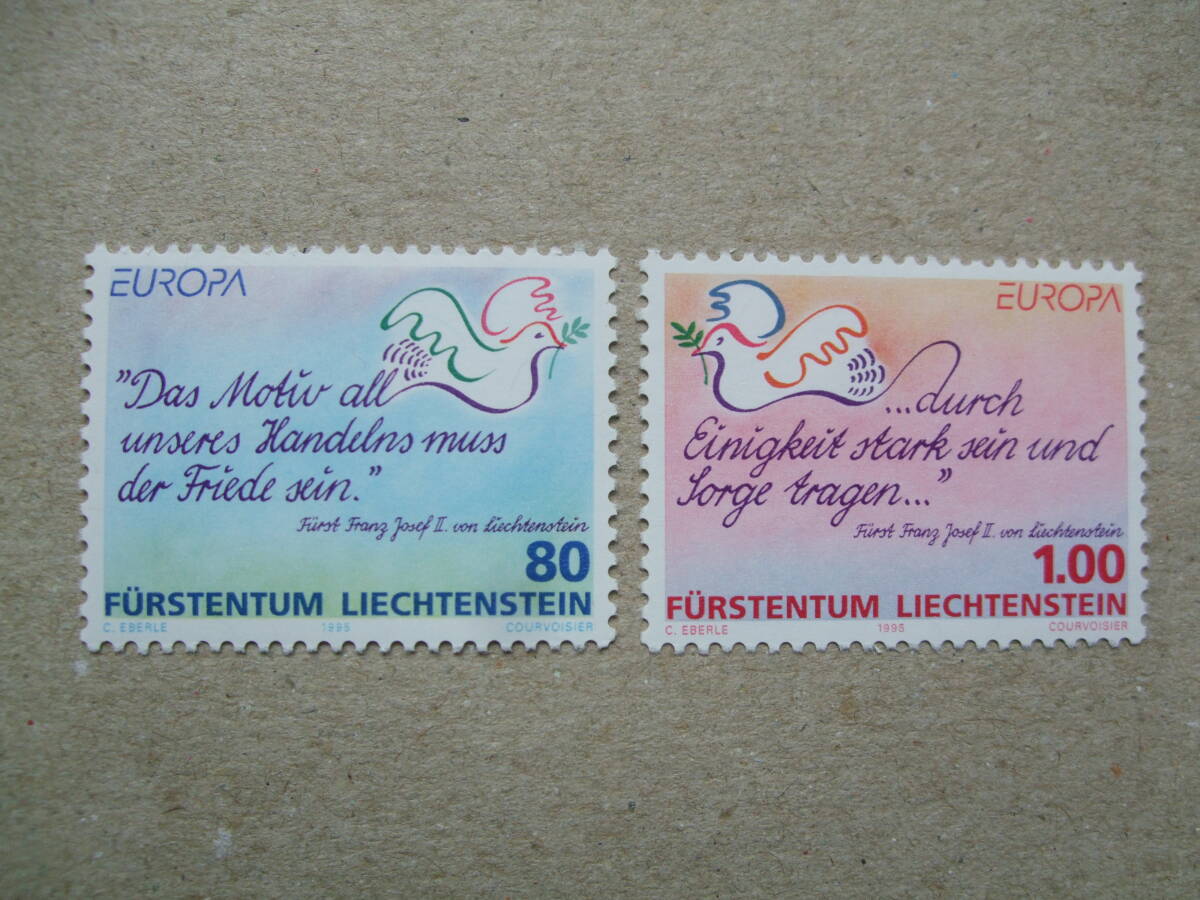 EUROPA
"Das Motiv all
unseres Handelns muss
der Friede sein."
Fürst Franz Josef II. von Liechtenstein
80
FÜRSTENTUM LIECHTENSTEIN
C. EBERLE 1995 COURVOISIER
EUROPA
...durch
Einigkeit stark sein und
Sorge tragen..."
Fürst Franz Josef II. von Liechtenstein
1.00
FÜRSTENTUM LIECHTENSTEIN
C. EBERLE 1995 COURVOISIER